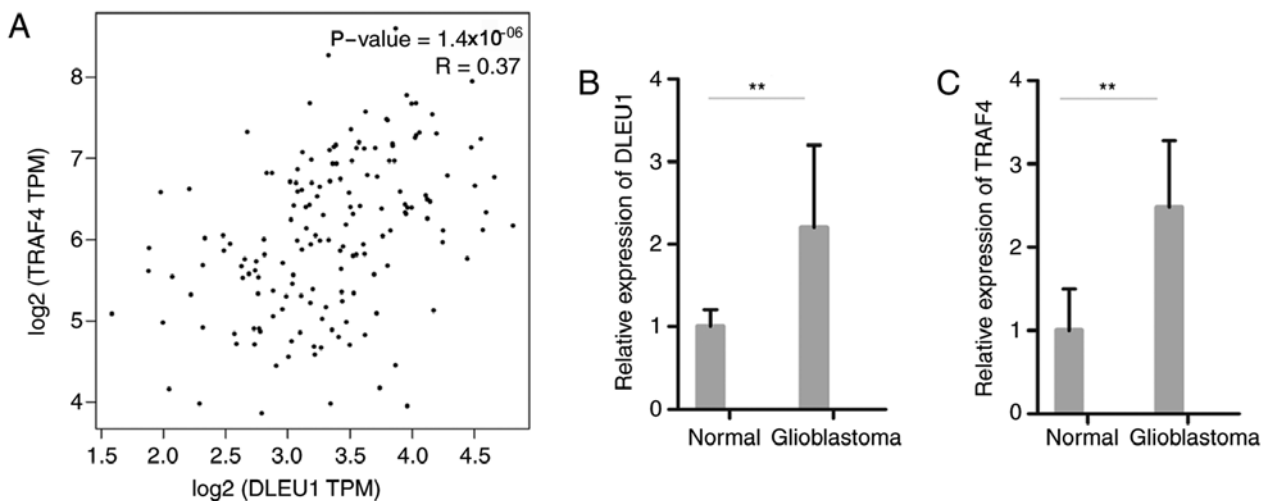 A
P-value = 1.4x10-06
R = 0.37
8
7
6
5
4
log2 (TRAF4 TPM)
1.5 2.0 2.5 3.0 3.5 4.0 4.5
log2 (DLEU1 TPM)
B
**
Relative expression of DLEU1
4
3
2
1
0
Normal Glioblastoma
C
**
Relative expression of TRAF4
4
3
2
1
0
Normal Glioblastoma